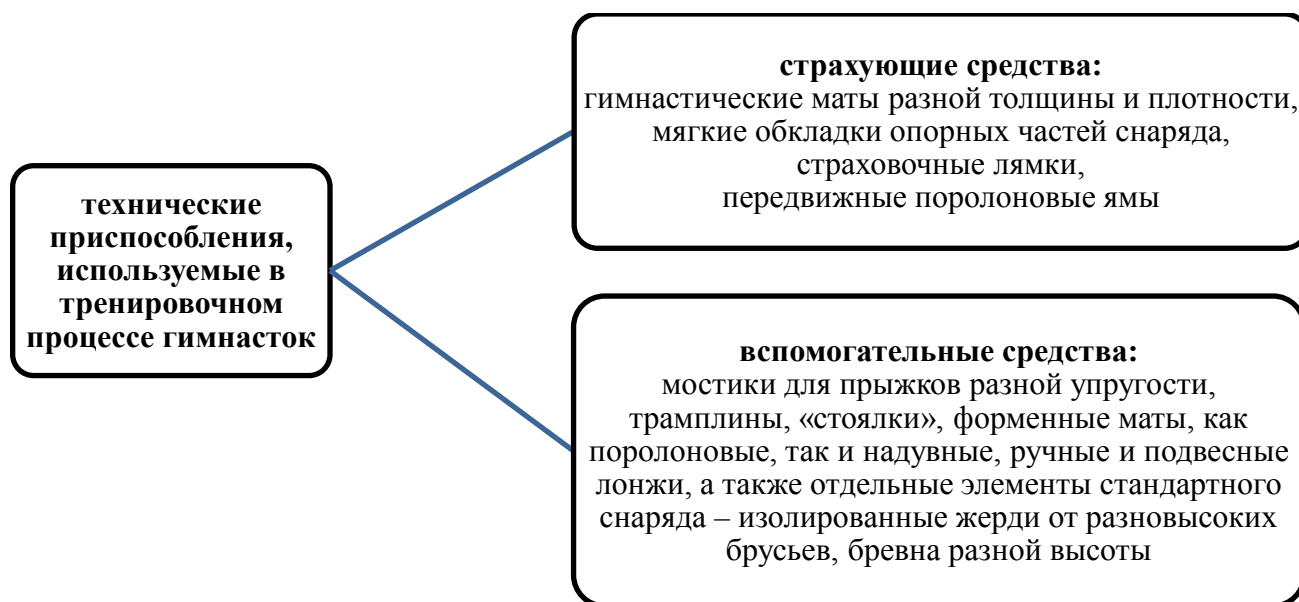 технические
приспособления,
используемые в
тренировочном
процессе гимнасток
страхующие средства:
гимнастические маты разной толщины и плотности,
мягкие обкладки опорных частей снаряда,
страховочные лямки,
передвижные поролоновые ямы
вспомогательные средства:
мостики для прыжков разной упругости,
трамплины, «стоялки», форменные маты, как
поролоновые, так и надувные, ручные и подвесные
лонжи, а также отдельные элементы стандартного
снаряда – изолированные жерди от разновысоких
брусьев, бревна разной высоты